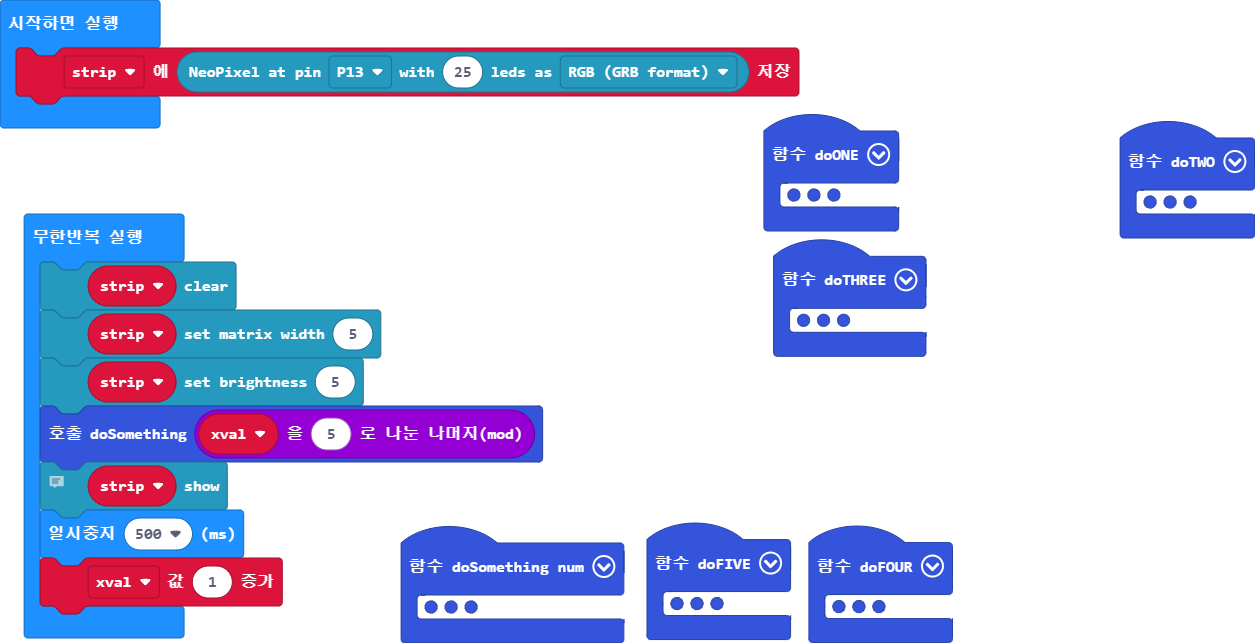 시작하면 실행
strip 에 NeoPixel at pin P13 with 25 leds as RGB (GRB format) 저장
함수 doONE
함수 doTWO
함수 doTHREE
무한반복 실행
strip clear
strip set matrix width 5
strip set brightness 5
호출 doSomething xval 을 5 로 나눈 나머지(mod)
strip show
일시중지 500 (ms)
xval 값 1 증가
함수 doSomething num
함수 doFIVE
함수 doFOUR